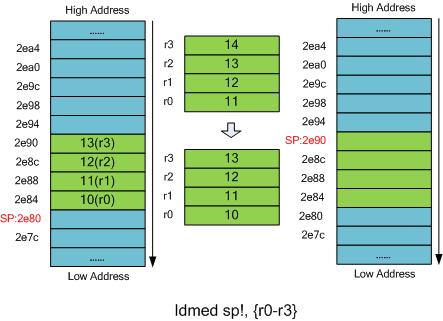 High Address
......
2ea4
2ea0
2e9c
2e98
2e94
2e90 13(r3)
2e8c 12(r2)
2e88 11(r1)
2e84 10(r0)
SP:2e80
2e7c
......
Low Address
r3 14
r2 13
r1 12
r0 11
r3 13
r2 12
r1 11
r0 10
High Address
......
2ea4
2ea0
2e9c
2e98
2e94
SP:2e90
2e8c
2e88
2e84
2e80
2e7c
......
Low Address
ldmed sp!, {r0-r3}